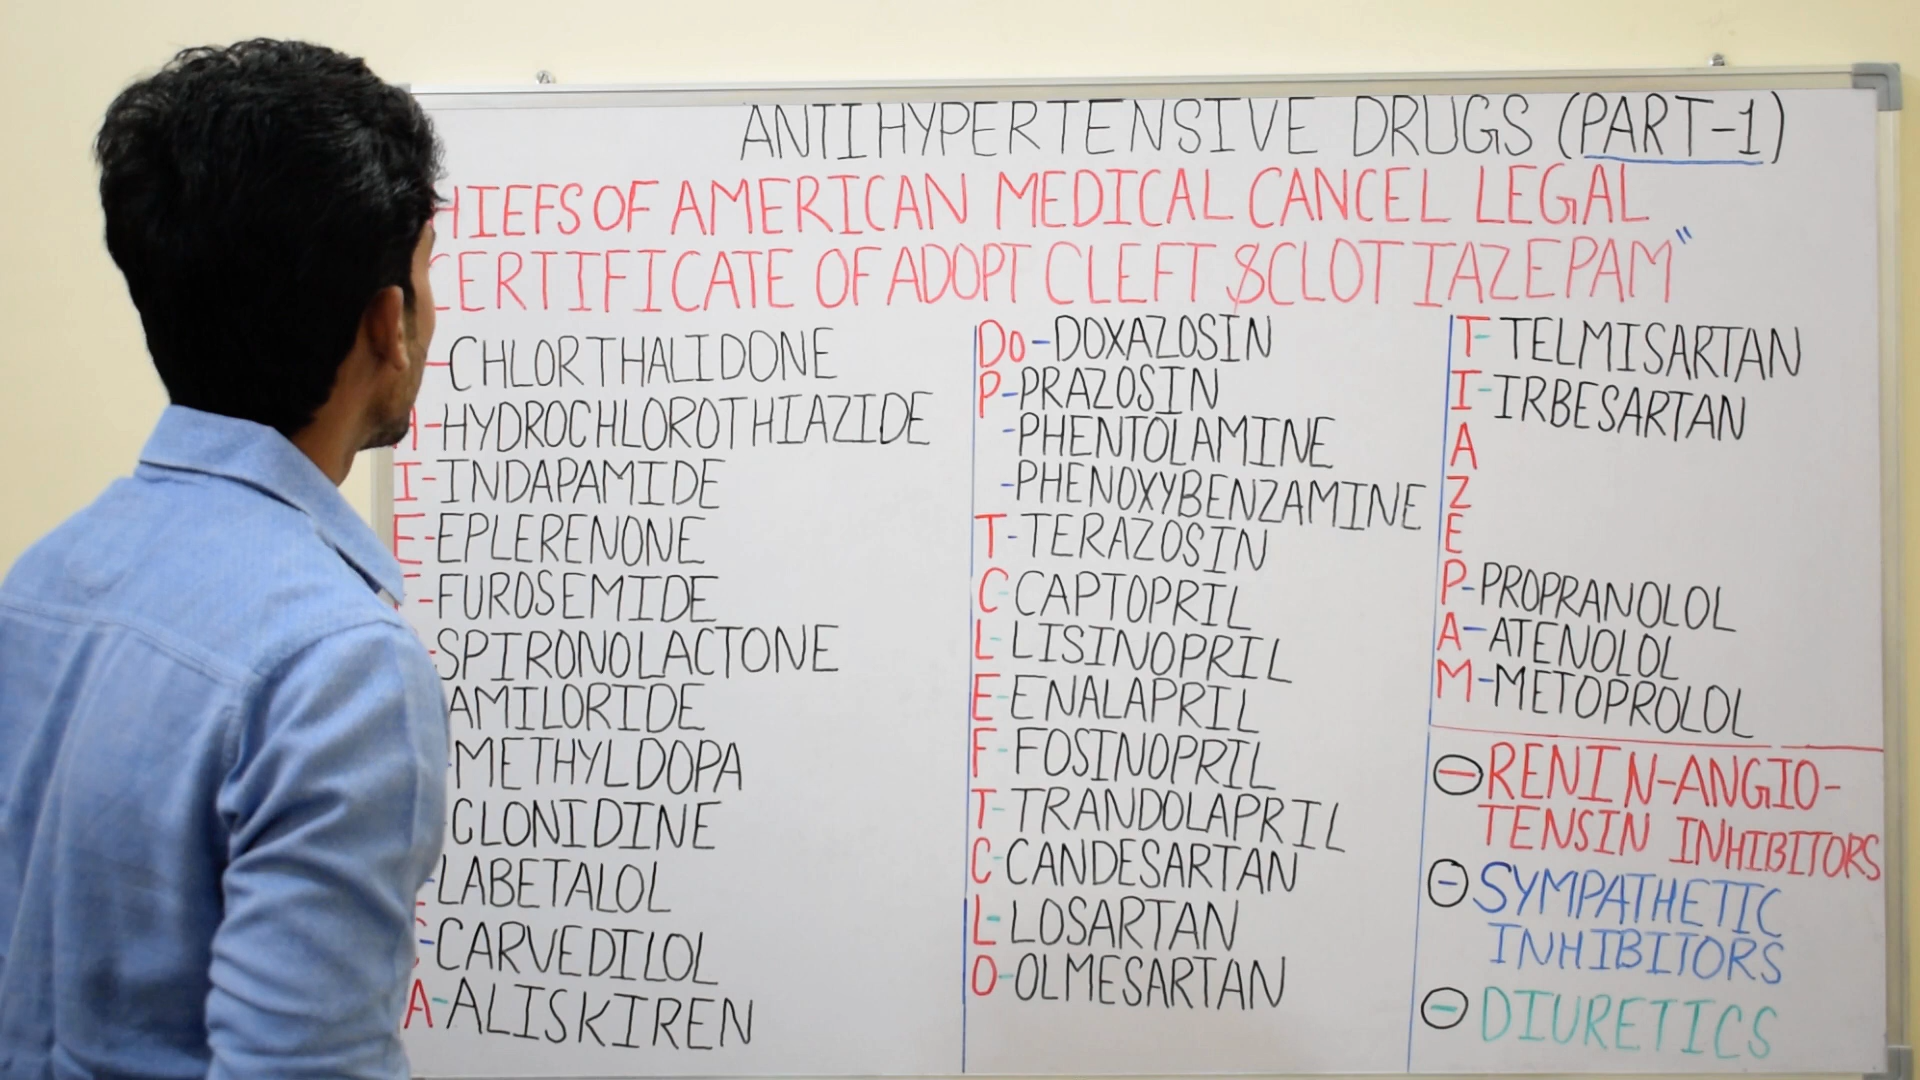 ANTIHYPERTENSIVE DRUGS (PART-1)
HIEFS OF AMERICAN MEDICAL CANCEL LEGAL
CERTIFICATE OF ADOPT CLEFT & CLOT TIAZEPAM"
-CHLORTHALIDONE
H-HYDROCHLOROTHIAZIDE
I-INDAPAMIDE
E-EPLERENONE
F-FUROSEMIDE
-SPIRONOLACTONE
AMILORIDE
-METHYLDOPA
-CLONIDINE
-LABETALOL
C-CARVEDILOL
A-ALISKIREN
DO-DOXAZOSIN
P-PRAZOSIN
-PHENTOLAMINE
-PHENOXYBENZAMINE
T-TERAZOSIN
C-CAPTOPRIL
L-LISINOPRIL
E-ENALAPRIL
F-FOSINOPRIL
T-TRANDOLAPRIL
C-CANDESARTAN
L-LOSARTAN
O-OLMESARTAN
T-TELMISARTAN
I-IRBESARTAN
A
Z
E
P-PROPRANOLOL
A-ATENOLOL
M-METOPROLOL
⊖ RENIN-ANGIO-
TENSIN INHIBITORS
⊖ SYMPATHETIC
INHIBITORS
⊖ DIURETICS